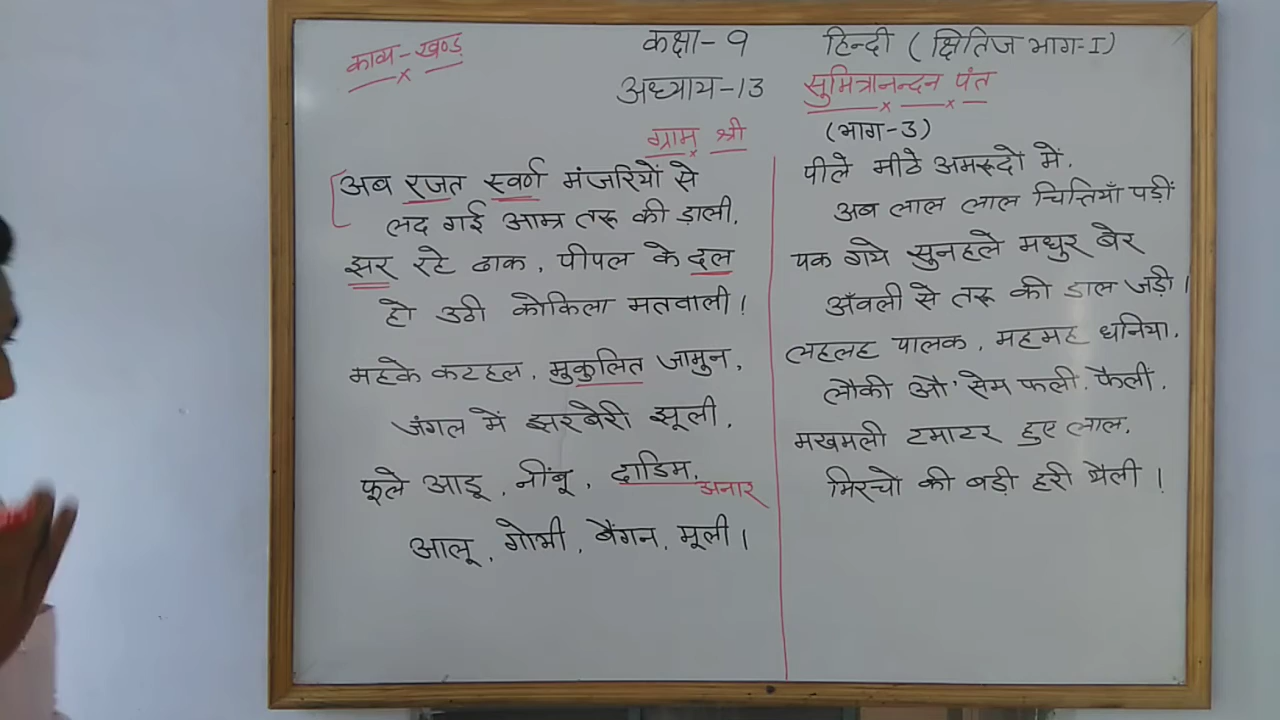 काव्य-खण्ड
कक्षा-9 हिन्दी (क्षितिज भाग-I)
अध्याय-13 सुमित्रानन्दन पंत
ग्राम श्री (भाग-3)
अब रजत स्वर्ण मंजरियों से
लद गई आम्र तरू की ड़ाली,
झर रहे ढाक, पीपल के दल
हो उठी कोकिला मतवाली!
महके कटहल, मुकुलित जामुन,
जंगल में झरबेरी झूली,
फूले आड़ू, नींबू, दाडिम,
अनार
आलू, गोभी, बैंगन, मूली।
पीले मीठे अमरूदों में,
अब लाल लाल चित्तियाँ पड़ीं
पक गये सुनहले मधुर बेर
अँवली से तरू की डाल जड़ी।
लहलह पालक, महमह धनिया,
लौकी औ' सेम फली, फैलीं,
मखमली टमाटर हुए लाल,
मिरचों की बड़ी हरी थैली।